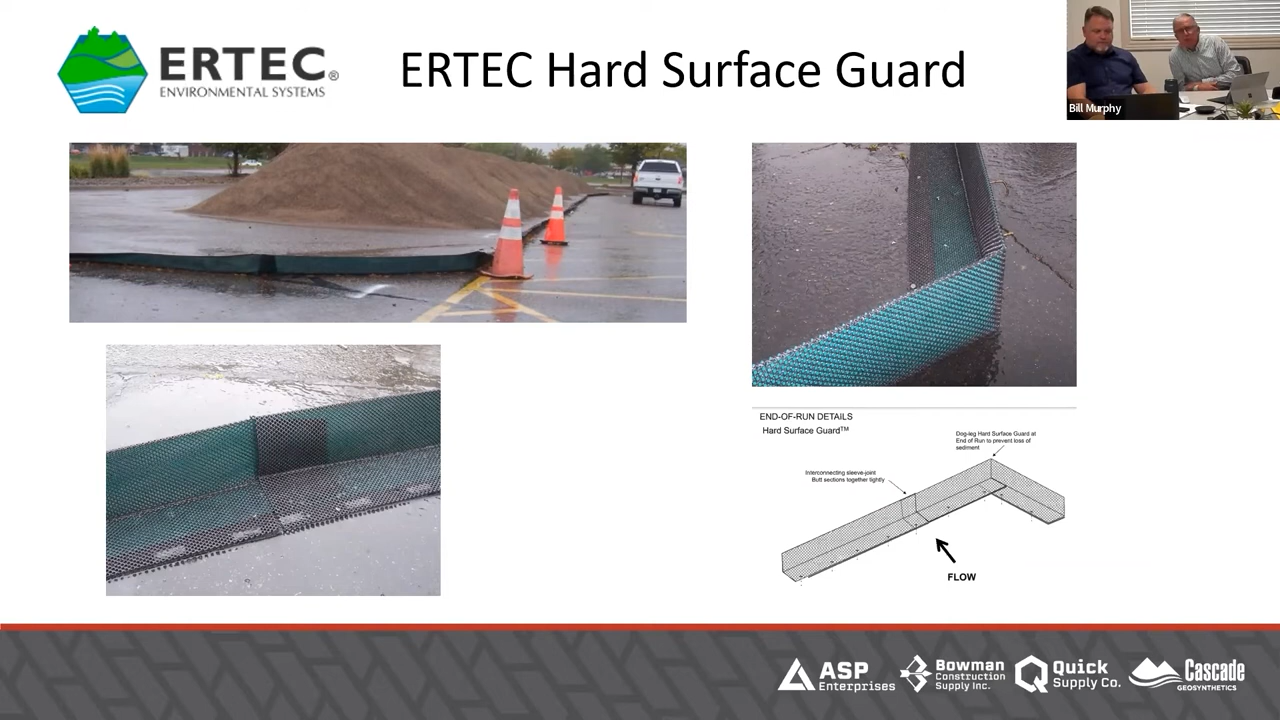 ERTEC®
ENVIRONMENTAL SYSTEMS
ERTEC Hard Surface Guard
Bill Murphy
END-OF-RUN DETAILS
Hard Surface Guard™
Dog-leg Hard Surface Guard at
End of Run to prevent loss of
sediment
Interconnecting sleeve-joint
Butt sections together tightly
FLOW
ASP
Enterprises
Bowman
Construction
Supply Inc.
Quick
Supply Co.
Cascade
GEOSYNTHETICS